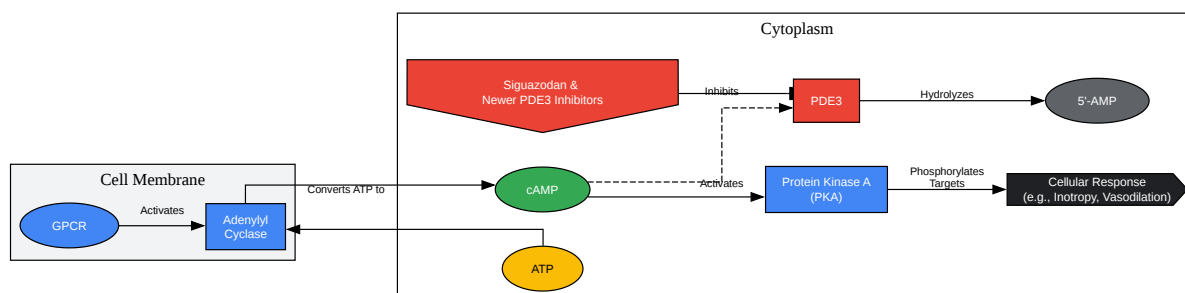 Cytoplasm
Siguazodan &
Newer PDE3 Inhibitors
Inhibits
PDE3
Hydrolyzes
5'-AMP
Cell Membrane
GPCR
Activates
Adenylyl
Cyclase
Converts ATP to
cAMP
Activates
Protein Kinase A
(PKA)
Phosphorylates
Targets
Cellular Response
(e.g., Inotropy, Vasodilation)
ATP